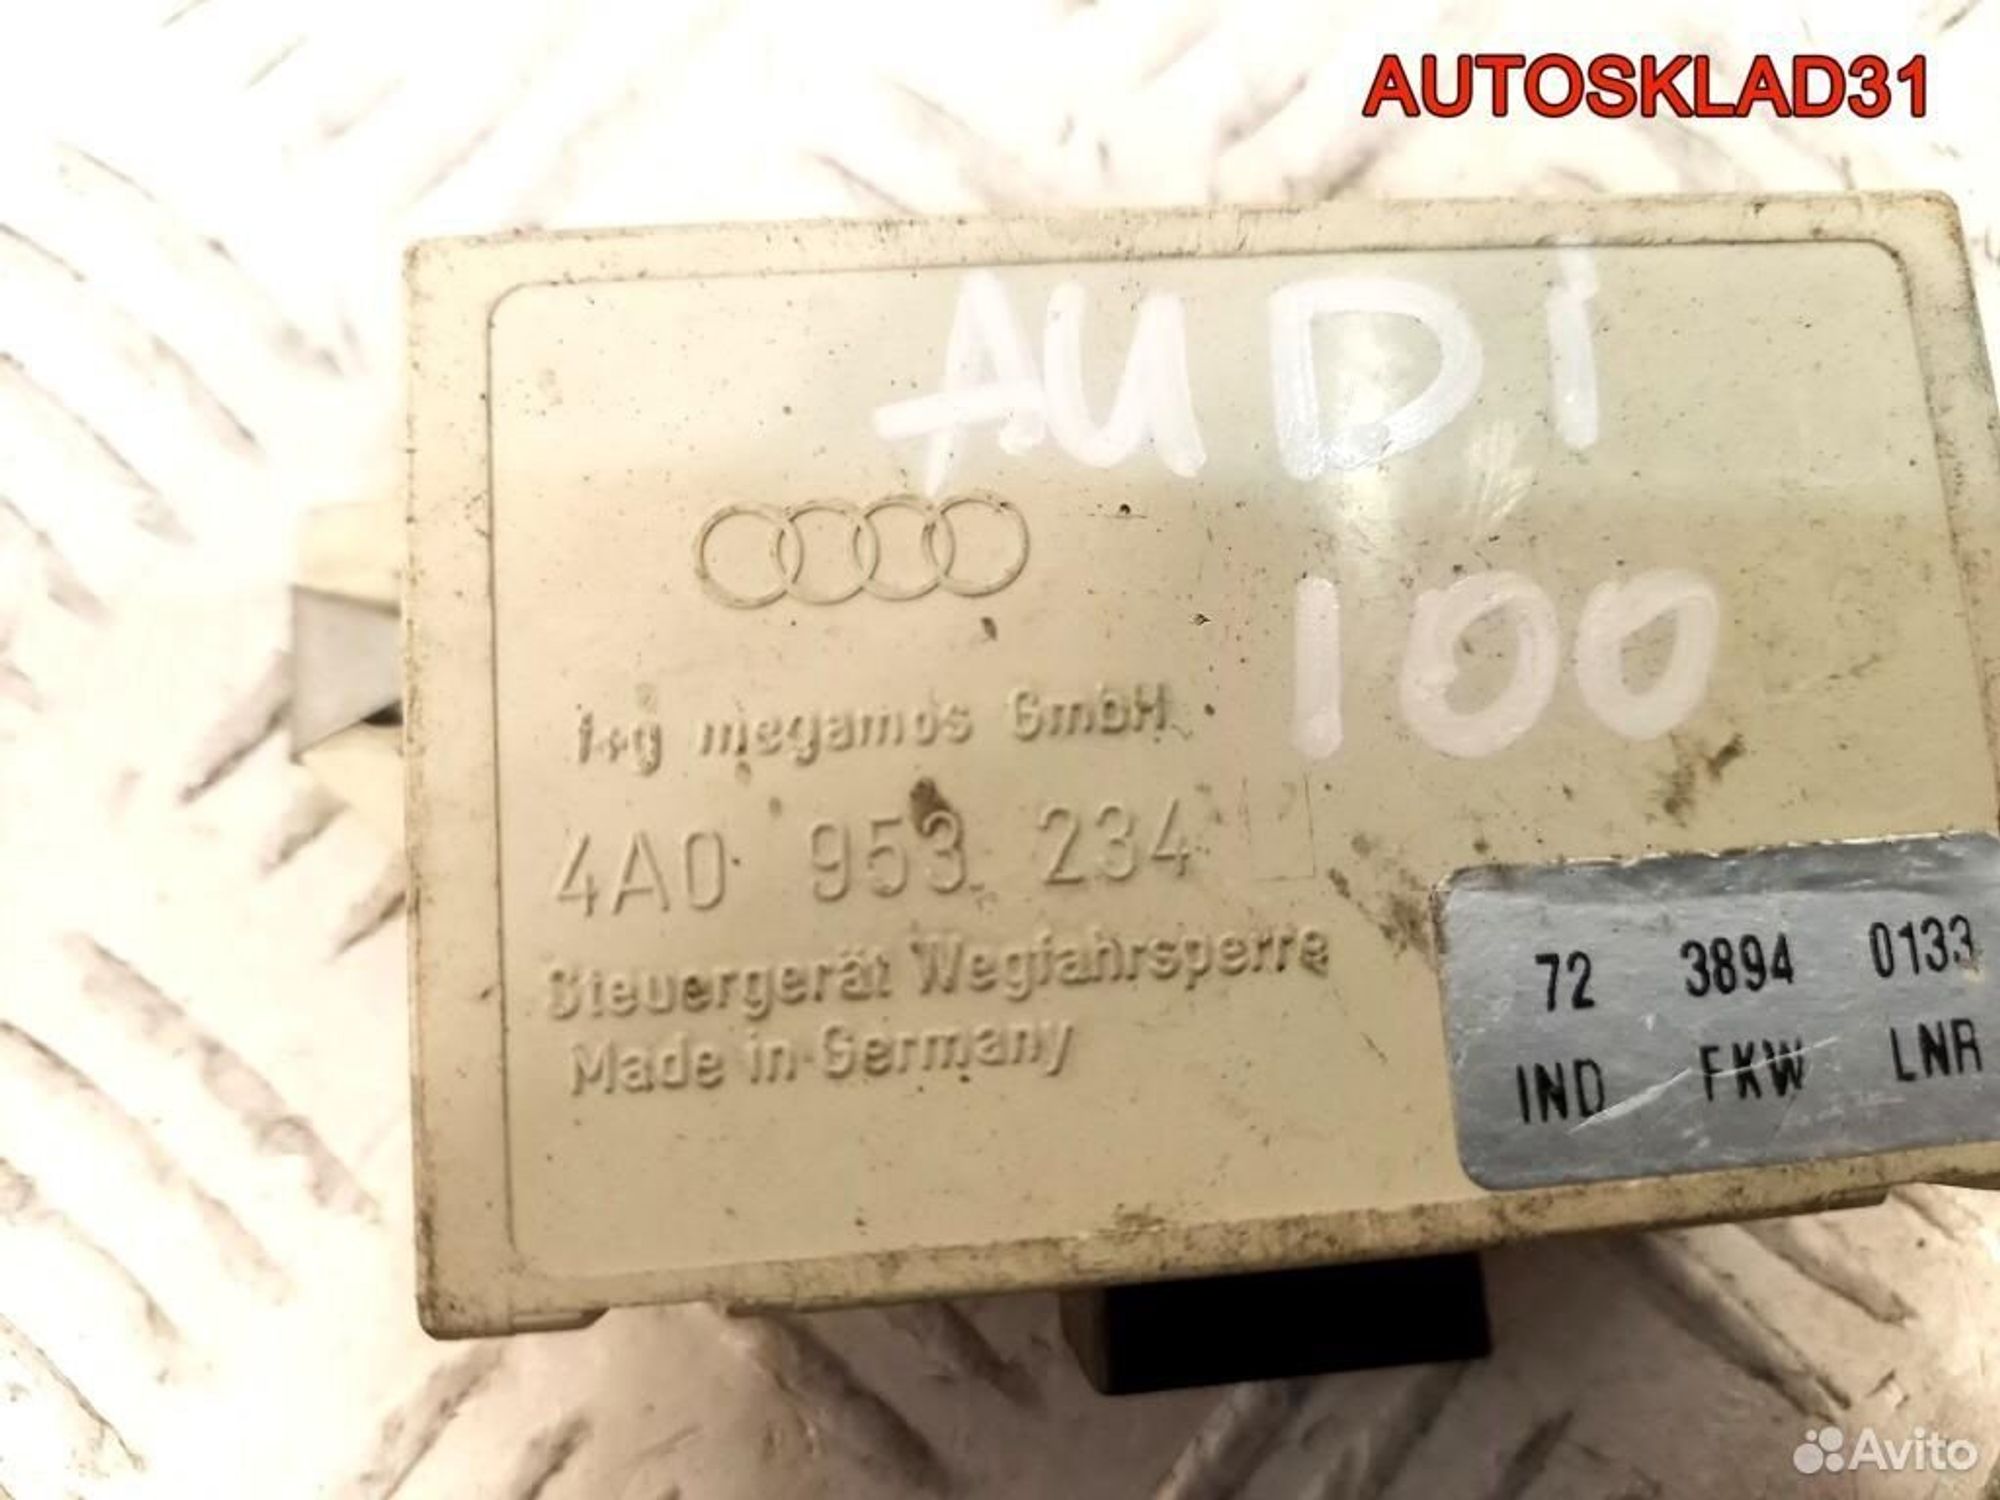 AUTOSKLAD31
AUDI
100
f+g megamos GmbH
4A0 953 234
Steuergerät Wegfahrsperre
Made in Germany
72 3894 0133
IND FKW LNR
Avito